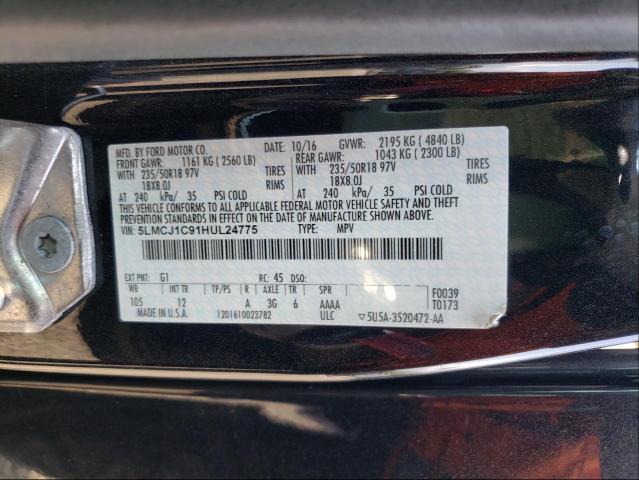 MFD. BY FORD MOTOR CO. 10/16 GVWR: 2195 KG ( 4840 LB)
FRONT GAWR: 1161 KG ( 2560 LB) REAR GAWR: 1043 KG ( 2300 LB)
WITH 235/50R18 97V TIRES WITH 235/50R18 97V TIRES
18X8.0J RIMS 18X8.0J RIMS
AT 240 kPa/ 35 PSI COLD AT 240 kPa/ 35 PSI COLD
THIS VEHICLE CONFORMS TO ALL APPLICABLE FEDERAL MOTOR VEHICLE SAFETY AND
THEFT PREVENTION STANDARDS IN EFFECT ON THE DATE OF MANUFACTURE SHOWN ABOVE.
VIN: 5LMCJ1C91HUL24775 TYPE: MPV
EXT PNT: G1 RC: 45 DSO:
WB INT TR TP/PS R AXLE TR SPR F0039
105 12 A 3G 6 AAAA T0173
MADE IN U.S.A. 1201610023782 ULC ▽5U5A-3520472-AA